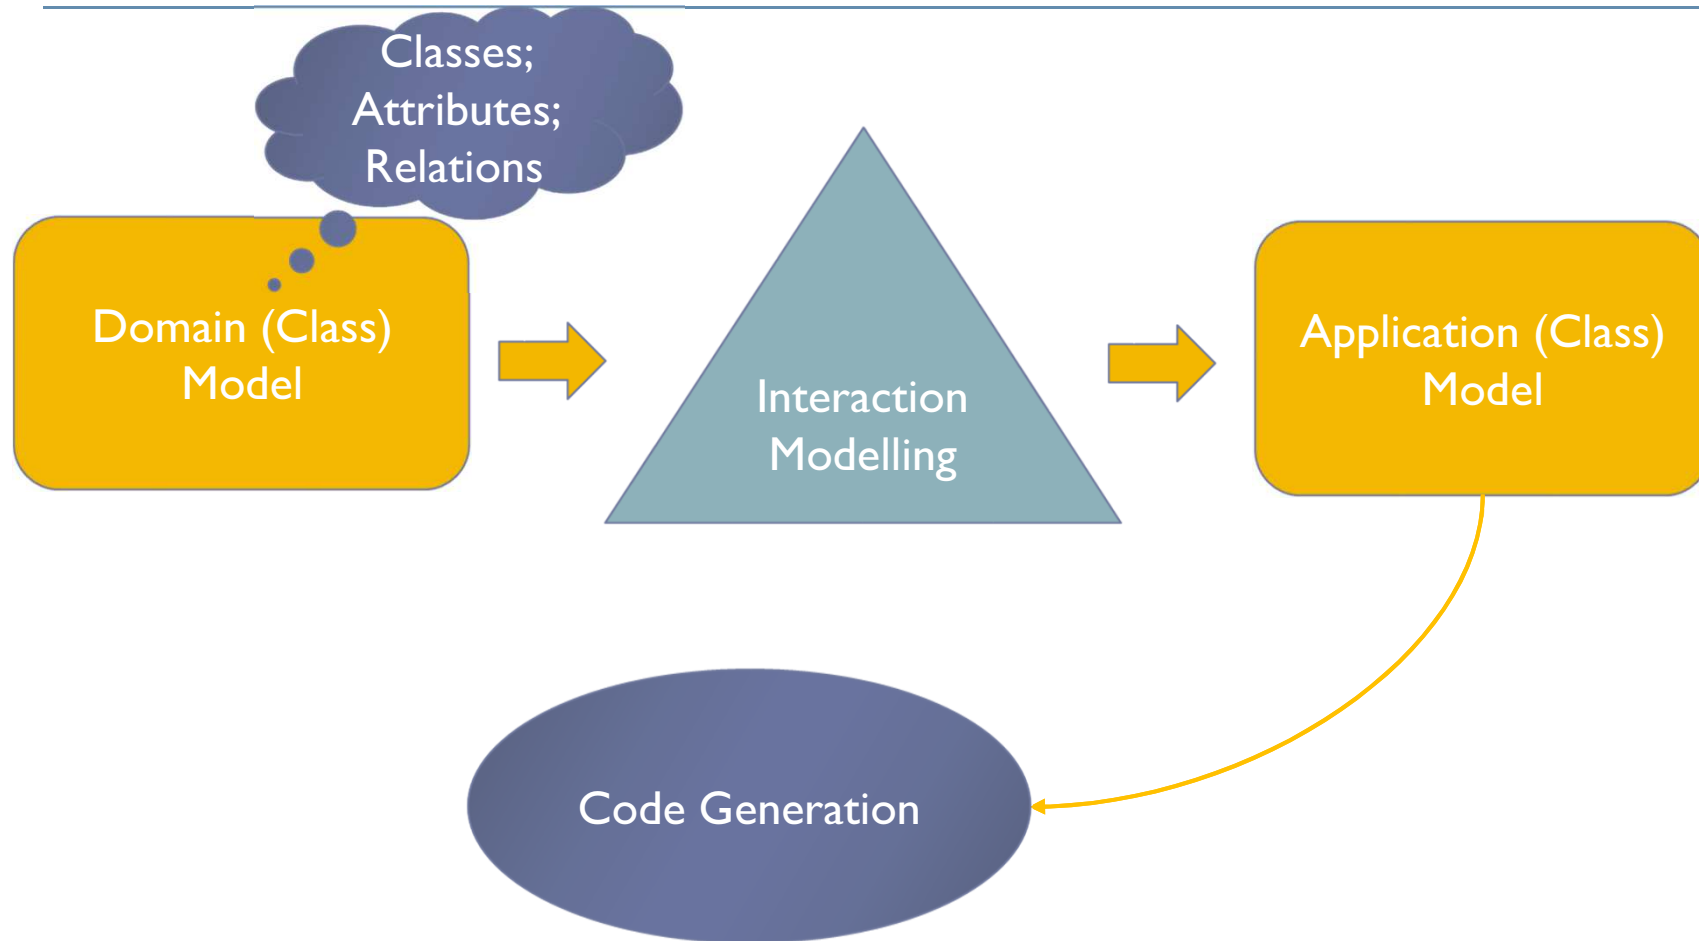 Classes;
Attributes;
Relations
Domain (Class)
Model
Interaction
Modelling
Application (Class)
Model
Code Generation